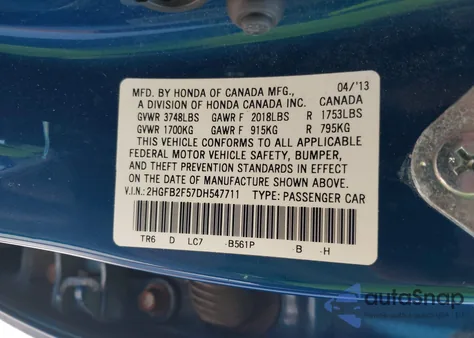 MFD. BY HONDA OF CANADA MFG., 04/'13
A DIVISION OF HONDA CANADA INC. CANADA
GVWR 3748LBS GAWR F 2018LBS R 1753LBS
GVWR 1700KG GAWR F 915KG R 795KG
THIS VEHICLE CONFORMS TO ALL APPLICABLE
FEDERAL MOTOR VEHICLE SAFETY, BUMPER,
AND THEFT PREVENTION STANDARDS IN EFFECT
ON THE DATE OF MANUFACTURE SHOWN ABOVE.
V.I.N.: 2HGFB2F57DH547711 TYPE: PASSENGER CAR
TR6 D LC7 -B561P -B -H
autoSnap